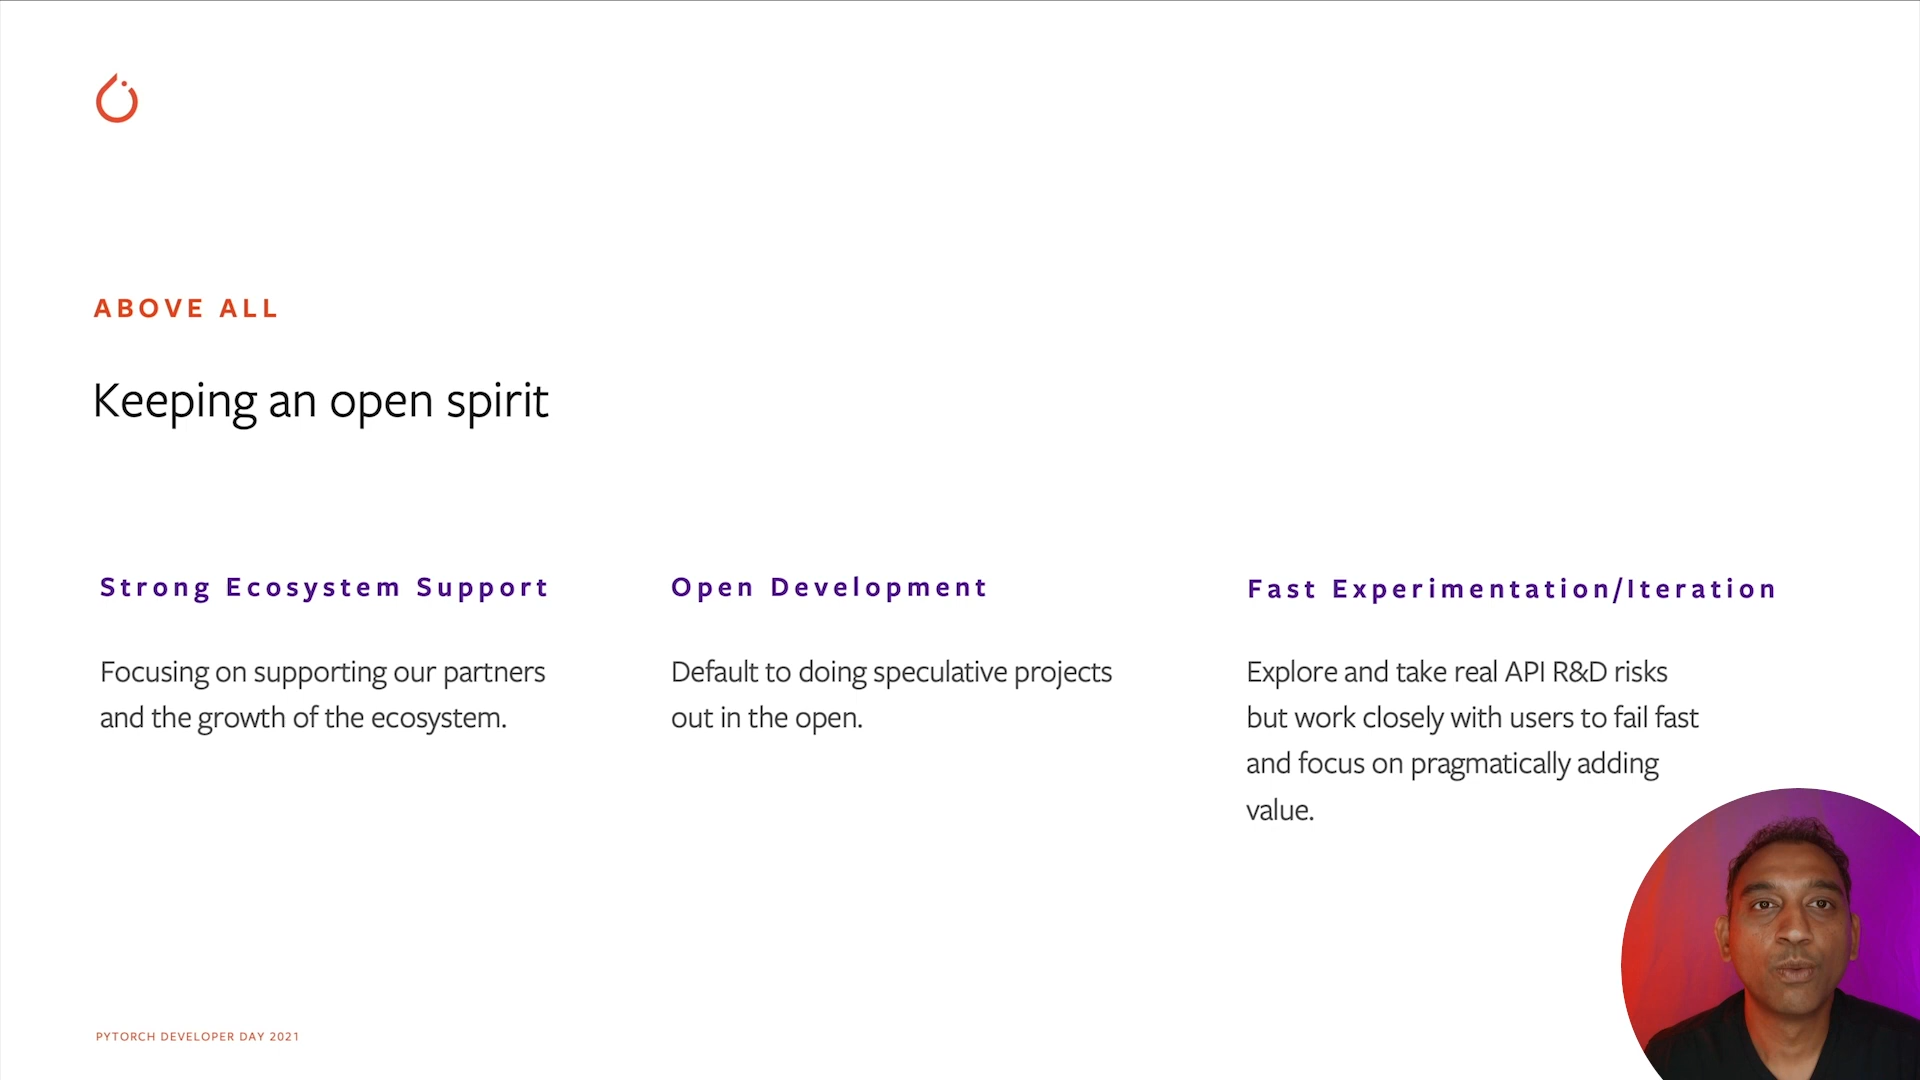 ABOVE ALL
Keeping an open spirit
Strong Ecosystem Support
Focusing on supporting our partners
and the growth of the ecosystem.
Open Development
Default to doing speculative projects
out in the open.
Fast Experimentation/Iteration
Explore and take real API R&D risks
but work closely with users to fail fast
and focus on pragmatically adding
value.
PYTORCH DEVELOPER DAY 2021